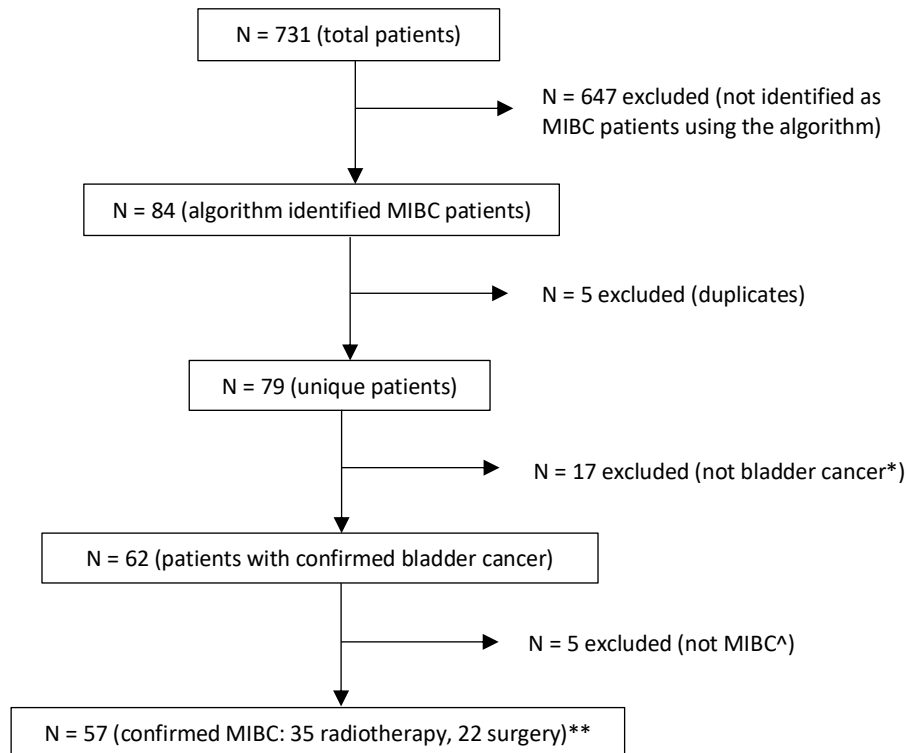 N = 731 (total patients)
N = 647 excluded (not identified as
MIBC patients using the algorithm)
N = 84 (algorithm identified MIBC patients)
N = 5 excluded (duplicates)
N = 79 (unique patients)
N = 17 excluded (not bladder cancer*)
N = 62 (patients with confirmed bladder cancer)
N = 5 excluded (not MIBC^)
N = 57 (confirmed MIBC: 35 radiotherapy, 22 surgery)**